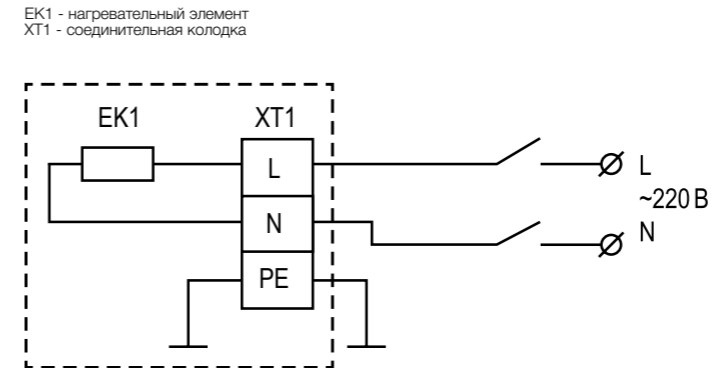 EK1 - нагревательный элемент
XT1 - соединительная колодка
EK1
XT1
L
L
~220 В
N
N
PE